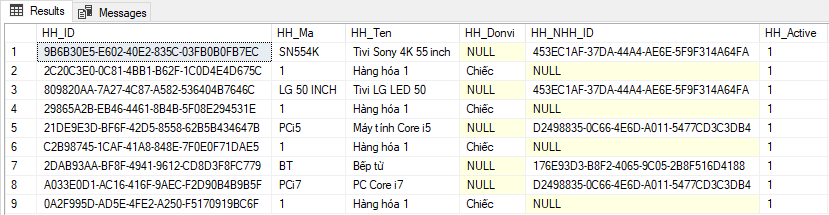 Results Messages
HH_ID HH_Ma HH_Ten HH_Donvi HH_NHH_ID HH_Active
1 9B6B30E5-E602-40E2-835C-03FB0B0FB7EC SN554K Tivi Sony 4K 55 inch NULL 453EC1AF-37DA-44A4-AE6E-5F9F314A64FA 1
2 2C20C3E0-0C81-4BB1-B62F-1C0D4E4D675C 1 Hàng hóa 1 Chiếc NULL 1
3 809820AA-7A27-4C87-A582-536404B7646C LG 50 INCH Tivi LG LED 50 NULL 453EC1AF-37DA-44A4-AE6E-5F9F314A64FA 1
4 29865A2B-EB46-4461-8B4B-5F08E294531E 1 Hàng hóa 1 Chiếc NULL 1
5 21DE9E3D-BF6F-42D5-8558-62B5B434647B PCi5 Máy tính Core i5 NULL D2498835-0C66-4E6D-A011-5477CD3C3DB4 1
6 C2B98745-1CAF-41A8-848E-7F0E0F71DAE5 1 Hàng hóa 1 Chiếc NULL 1
7 2DAB93AA-BF8F-4941-9612-CD8D3F8FC779 BT Bếp từ NULL 176E93D3-B8F2-4065-9C05-2B8F516D4188 1
8 A033E0D1-AC16-416F-9AEC-F2D90B4B9B5F PCi7 PC Core i7 NULL D2498835-0C66-4E6D-A011-5477CD3C3DB4 1
9 0A2F995D-AD5E-4FE2-A250-F5170919BC6F 1 Hàng hóa 1 Chiếc NULL 1